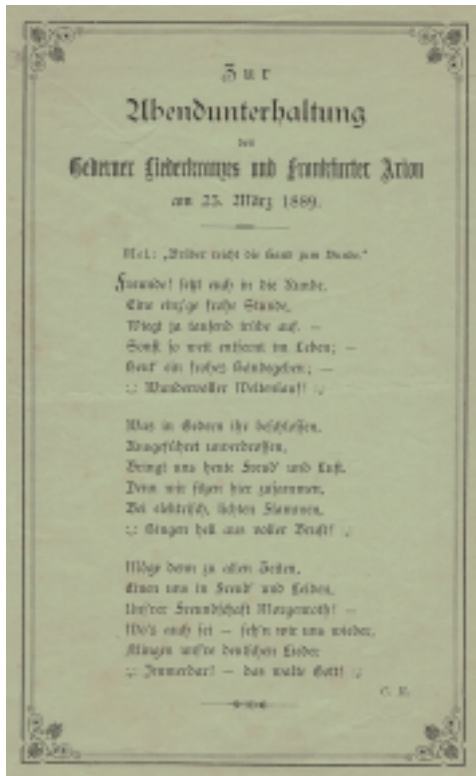 Zur
Abendunterhaltung
des
Gederner Liederkranzes und Frankfurter Arion
am 23. März 1889.
Mel.: „Brüder reicht die Hand zum Bunde.“
Freunde! setzt euch in die Runde,
Eine einz'ge frohe Stunde,
Wiegt ja tausend trübe auf. —
Sonst so weit entfernt im Leben; —
Heut' ein frohes Händegeben; —
:,: Wundervoller Weltenlauf! :,:
Was in Gedern ihr beschlossen,
Ausgeführet unverdrossen,
Bringt uns heute Freud' und Lust.
Denn wir sitzen hier zusammen,
Bei elektrisch, lichten Flammen,
:,: Singen hell aus voller Brust! :,:
Möge denn zu allen Zeiten,
Einen uns in Freud' und Leiden,
Uns'rer Freundschaft Morgenroth! —
Wo's auch sei — seh'n wir uns wieder,
Klingen uns're deutschen Lieder
:,: Immerdar! — das walte Gott! :,: